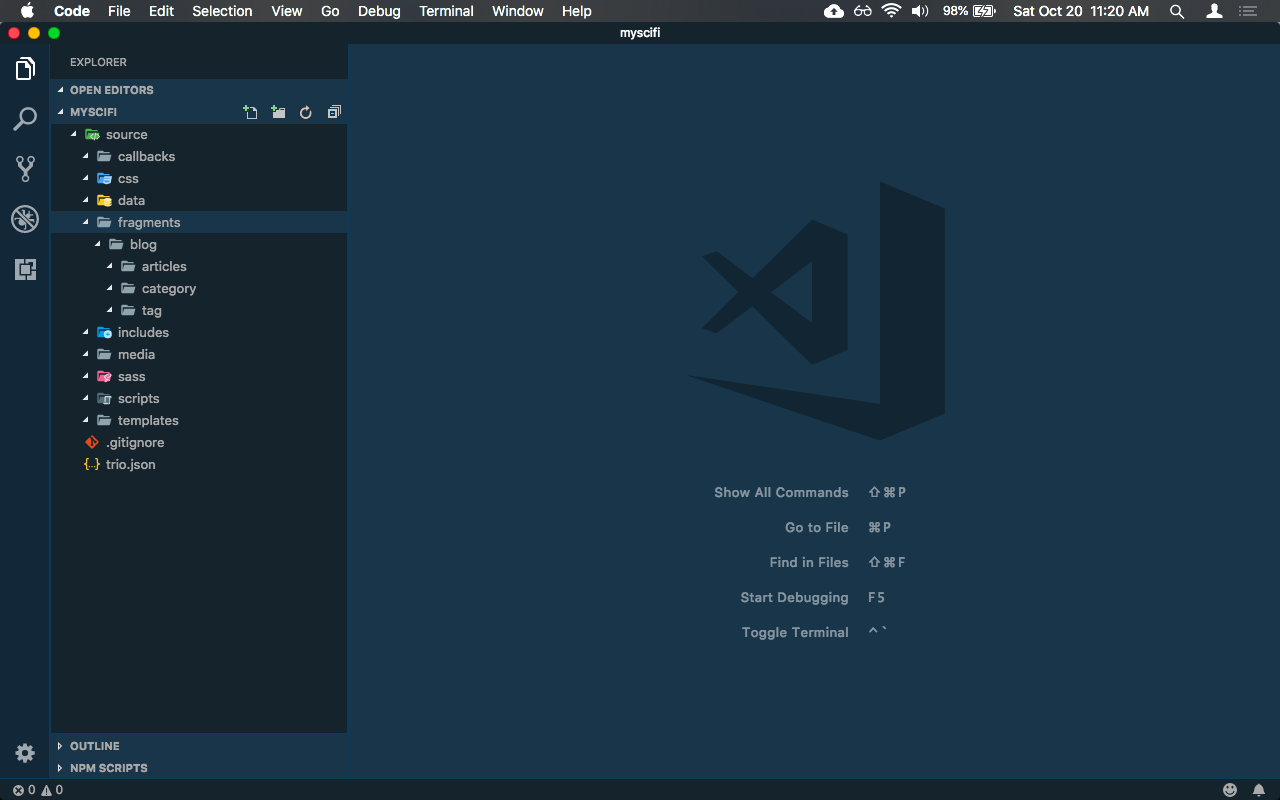 Code File Edit Selection View Go Debug Terminal Window Help 98% Sat Oct 20 11:20 AM
myscifi
EXPLORER
OPEN EDITORS
MYSCIFI
source
callbacks
css
data
fragments
blog
articles
category
tag
includes
media
sass
scripts
templates
.gitignore
{..} trio.json
Show All Commands ⇧⌘P
Go to File ⌘P
Find in Files ⇧⌘F
Start Debugging F5
Toggle Terminal ^`
OUTLINE
NPM SCRIPTS
0 0